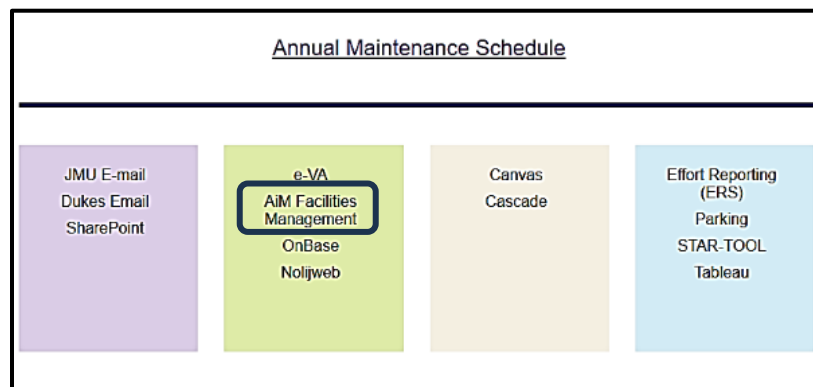 Annual Maintenance Schedule
JMU E-mail
Dukes Email
SharePoint
e-VA
AiM Facilities
Management
OnBase
Nolijweb
Canvas
Cascade
Effort Reporting
(ERS)
Parking
STAR-TOOL
Tableau